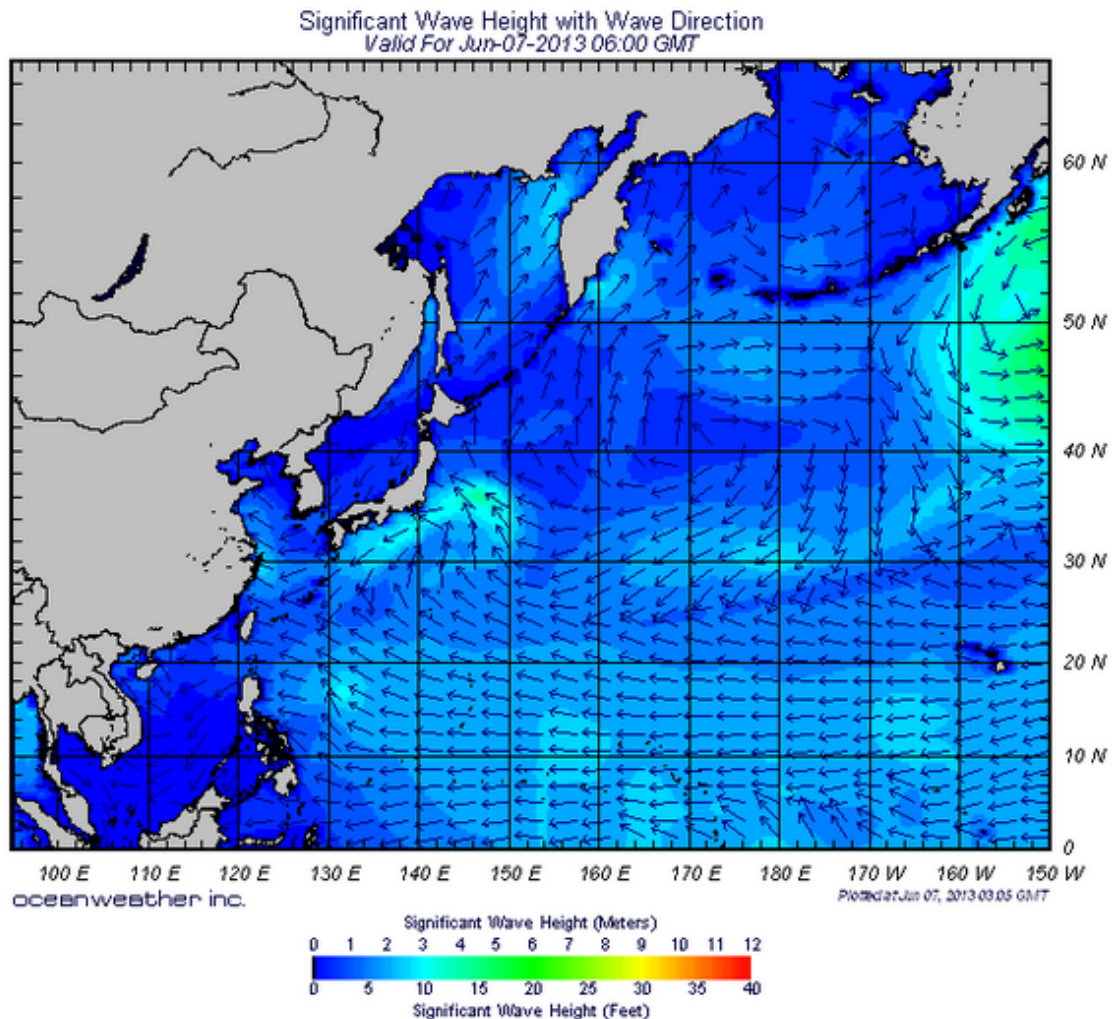 Significant Wave Height with Wave Direction
Valid For Jun-07-2013 06:00 GMT
60 N
50 N
40 N
30 N
20 N
10 N
0
100 E 110 E 120 E 130 E 140 E 150 E 160 E 170 E 180 E 170 W 160 W 150 W
oceanweather inc.
Plotted at Jun 07, 2013 03:05 GMT
Significant Wave Height (Meters)
0 1 2 3 4 5 6 7 8 9 10 11 12
0 5 10 15 20 25 30 35 40
Significant Wave Height (Feet)